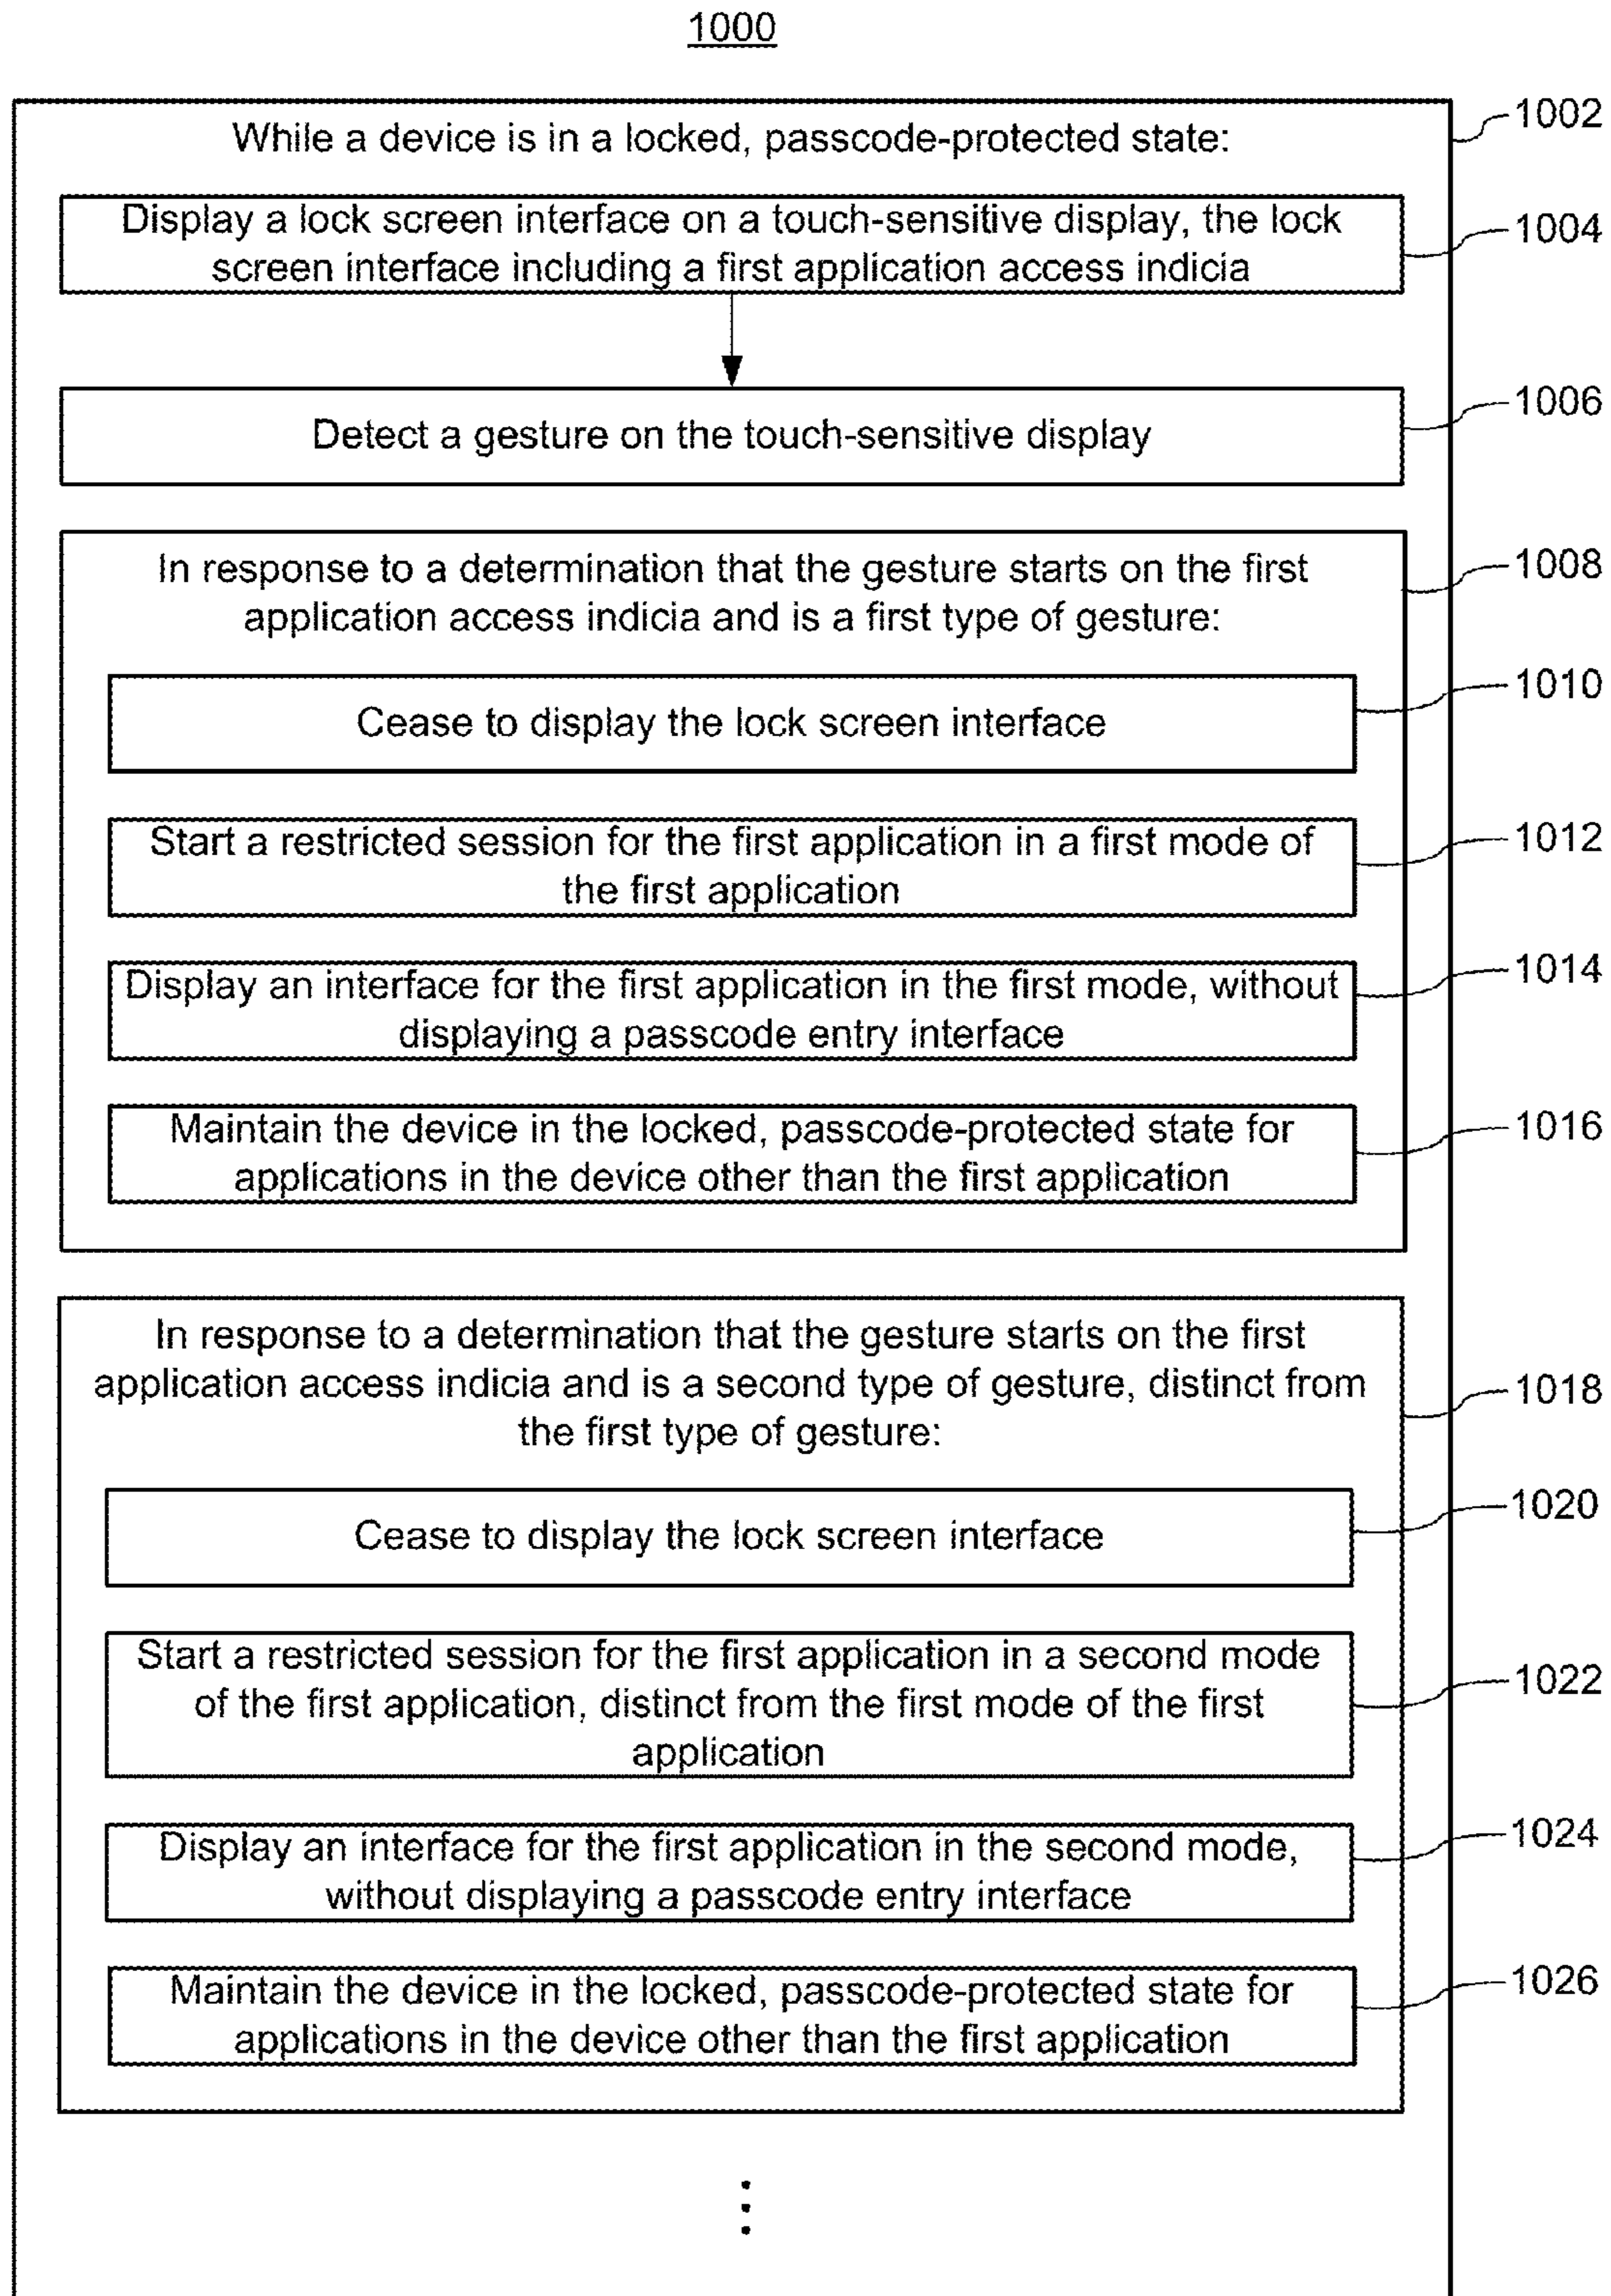 1000
While a device is in a locked, passcode-protected state:
1002
Display a lock screen interface on a touch-sensitive display, the lock
screen interface including a first application access indicia
1004
Detect a gesture on the touch-sensitive display
1006
In response to a determination that the gesture starts on the first
application access indicia and is a first type of gesture:
1008
Cease to display the lock screen interface
1010
Start a restricted session for the first application in a first mode of
the first application
1012
Display an interface for the first application in the first mode, without
displaying a passcode entry interface
1014
Maintain the device in the locked, passcode-protected state for
applications in the device other than the first application
1016
In response to a determination that the gesture starts on the first
application access indicia and is a second type of gesture, distinct from
the first type of gesture:
1018
Cease to display the lock screen interface
1020
Start a restricted session for the first application in a second mode
of the first application, distinct from the first mode of the first
application
1022
Display an interface for the first application in the second mode,
without displaying a passcode entry interface
1024
Maintain the device in the locked, passcode-protected state for
applications in the device other than the first application
1026